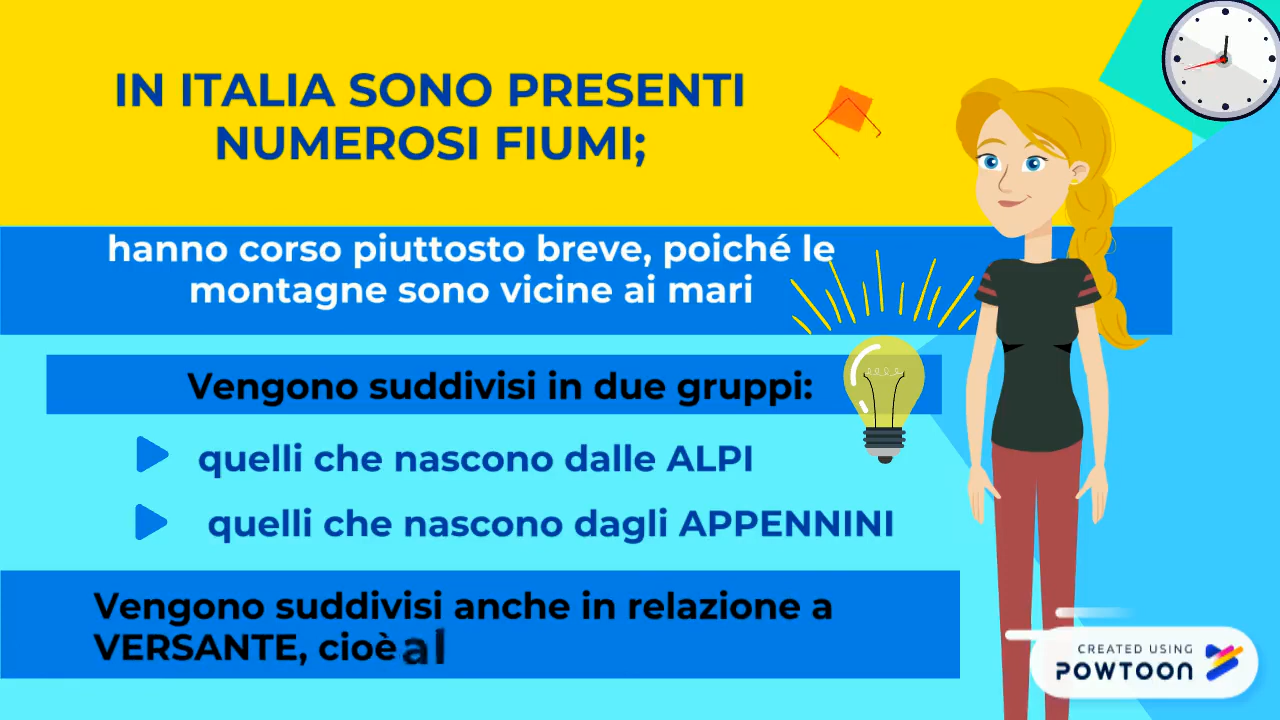 IN ITALIA SONO PRESENTI
NUMEROSI FIUMI;
hanno corso piuttosto breve, poiché le
montagne sono vicine ai mari
Vengono suddivisi in due gruppi:
quelli che nascono dalle ALPI
quelli che nascono dagli APPENNINI
Vengono suddivisi anche in relazione a
VERSANTE, cioè al
CREATED USING
POWTOON